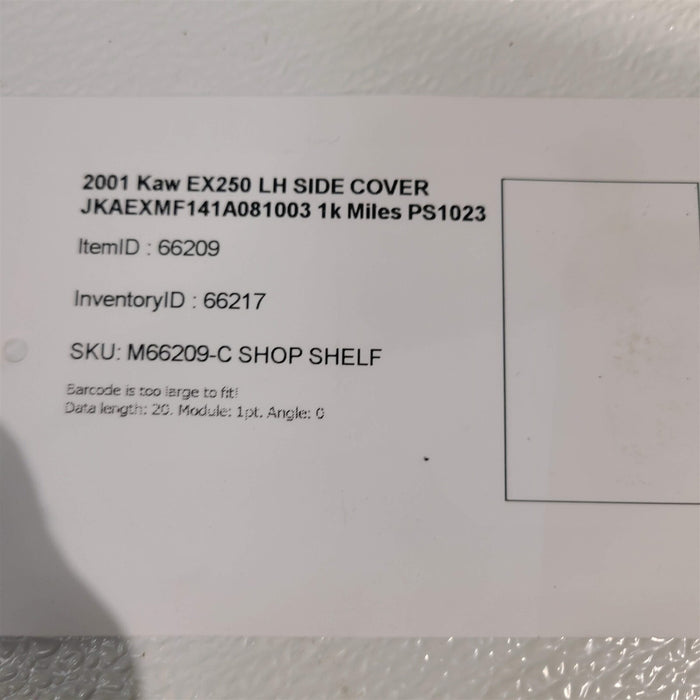 2001 Kaw EX250 LH SIDE COVER
JKAEXMF141A081003 1k Miles PS1023
ItemID : 66209
InventoryID : 66217
SKU: M66209-C SHOP SHELF
Barcode is too large to fit!
Data length: 20. Module: 1pt. Angle: 0